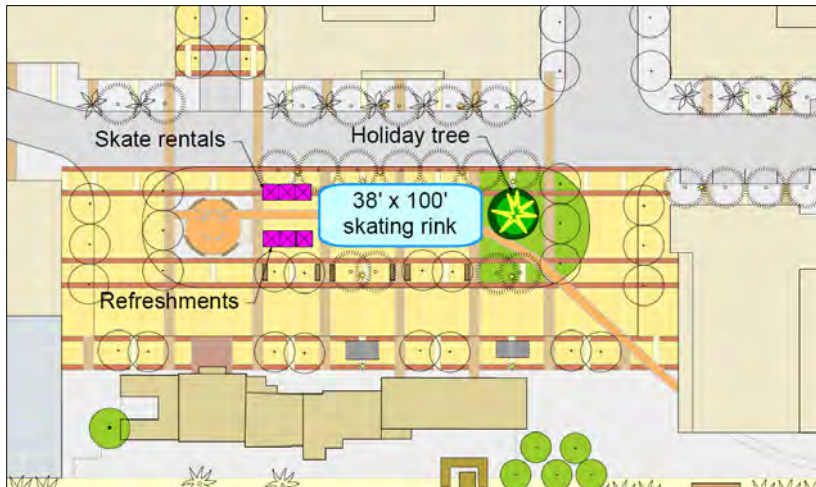 Skate rentals
Holiday tree
38' x 100'
skating rink
Refreshments